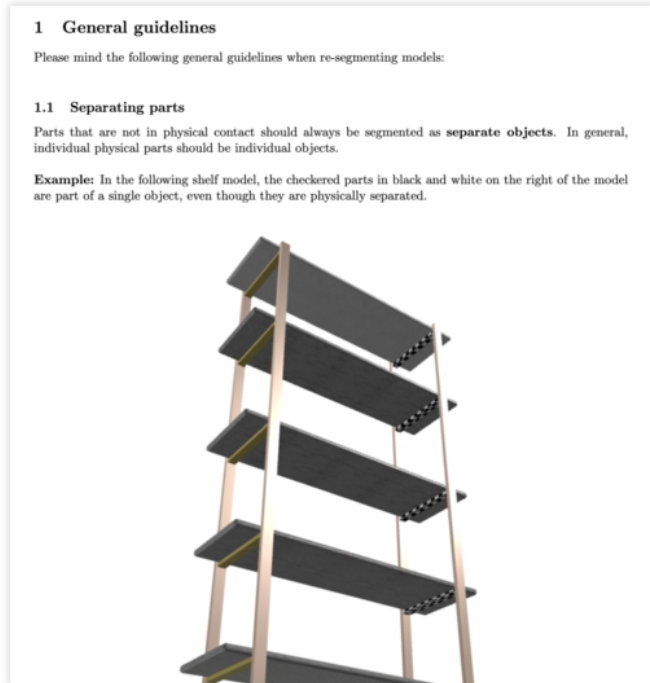 1 General guidelines
Please mind the following general guidelines when re-segmenting models:
1.1 Separating parts
Parts that are not in physical contact should always be segmented as separate objects. In general,
individual physical parts should be individual objects.
Example: In the following shelf model, the checkered parts in black and white on the right of the model
are part of a single object, even though they are physically separated.